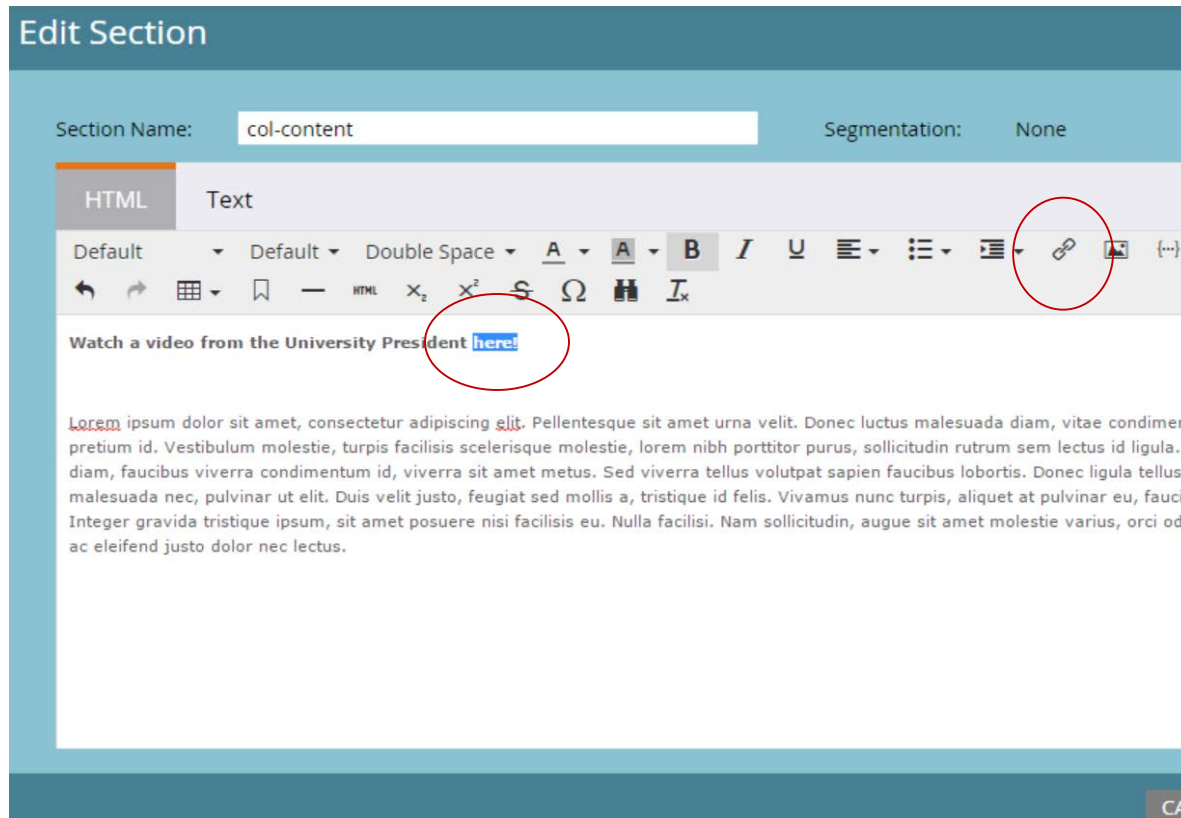 Edit Section
Section Name: col-content Segmentation: None
HTML Text
Default Default Double Space A A B I U {···}
HTML X₂ X² S Ω Iₓ
Watch a video from the University President here!
Lorem ipsum dolor sit amet, consectetur adipiscing elit. Pellentesque sit amet urna velit. Donec luctus malesuada diam, vitae condimen
pretium id. Vestibulum molestie, turpis facilisis scelerisque molestie, lorem nibh porttitor purus, sollicitudin rutrum sem lectus id ligula.
diam, faucibus viverra condimentum id, viverra sit amet metus. Sed viverra tellus volutpat sapien faucibus lobortis. Donec ligula tellus
malesuada nec, pulvinar ut elit. Duis velit justo, feugiat sed mollis a, tristique id felis. Vivamus nunc turpis, aliquet at pulvinar eu, fauci
Integer gravida tristique ipsum, sit amet posuere nisi facilisis eu. Nulla facilisi. Nam sollicitudin, augue sit amet molestie varius, orci od
ac eleifend justo dolor nec lectus.
CA